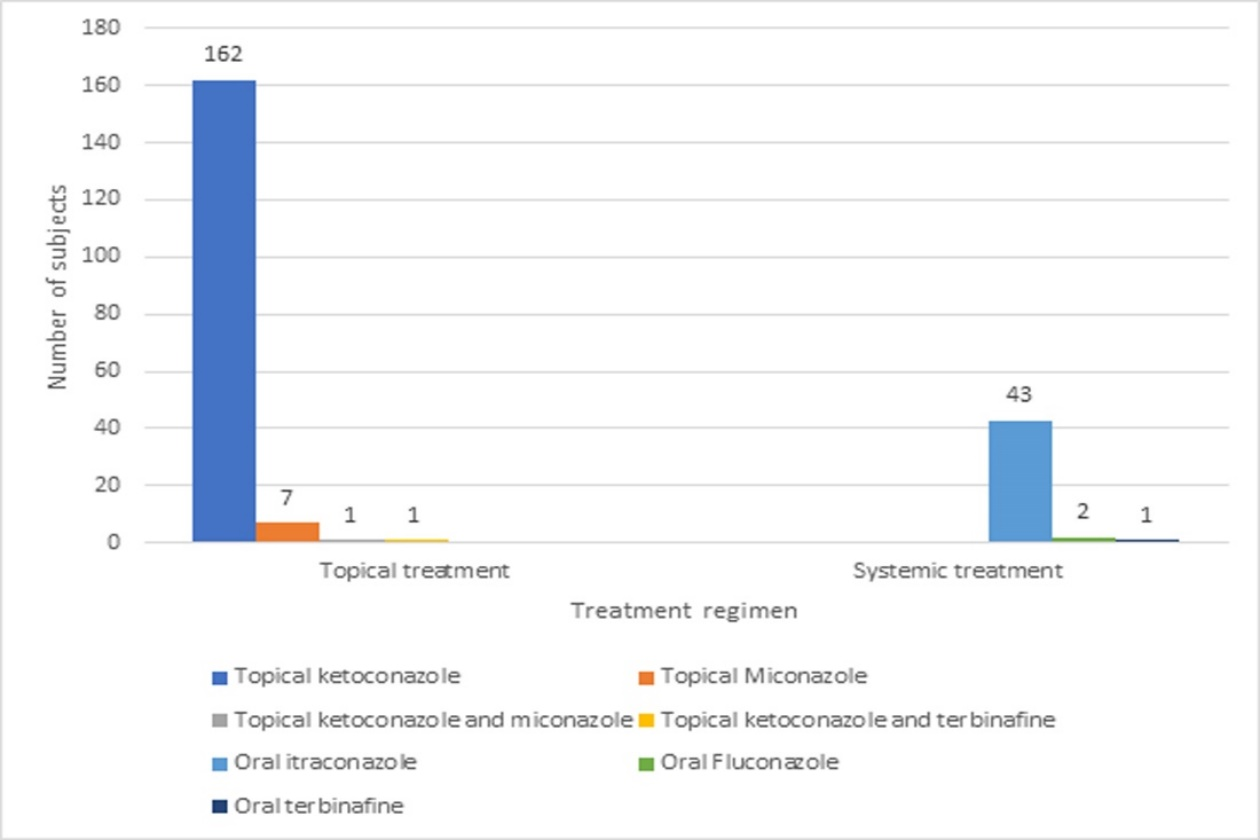 180
162
160
140
120
100
80
60
43
40
20
7
1
1
2
1
0
Number of subjects
Topical treatment
Systemic treatment
Treatment regimen
Topical ketoconazole
Topical Miconazole
Topical ketoconazole and miconazole
Topical ketoconazole and terbinafine
Oral itraconazole
Oral Fluconazole
Oral terbinafine